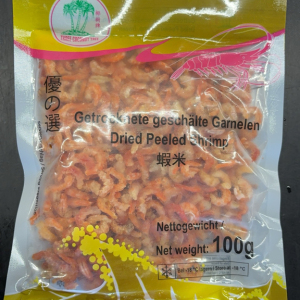 優の選
Getrocknete geschälte Garnelen
Dried Peeled Shrimp
蝦米
Nettogewicht /
Net weight: 100g